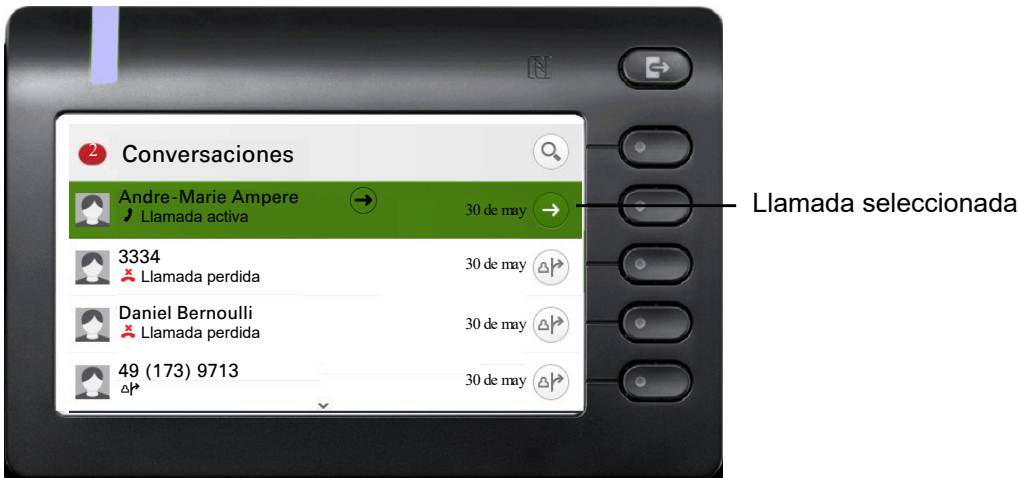 2 Conversaciones
Andre-Marie Ampere
Llamada activa
30 de may
3334
Llamada perdida
30 de may
Daniel Bernoulli
Llamada perdida
30 de may
49 (173) 9713
30 de may
Llamada seleccionada